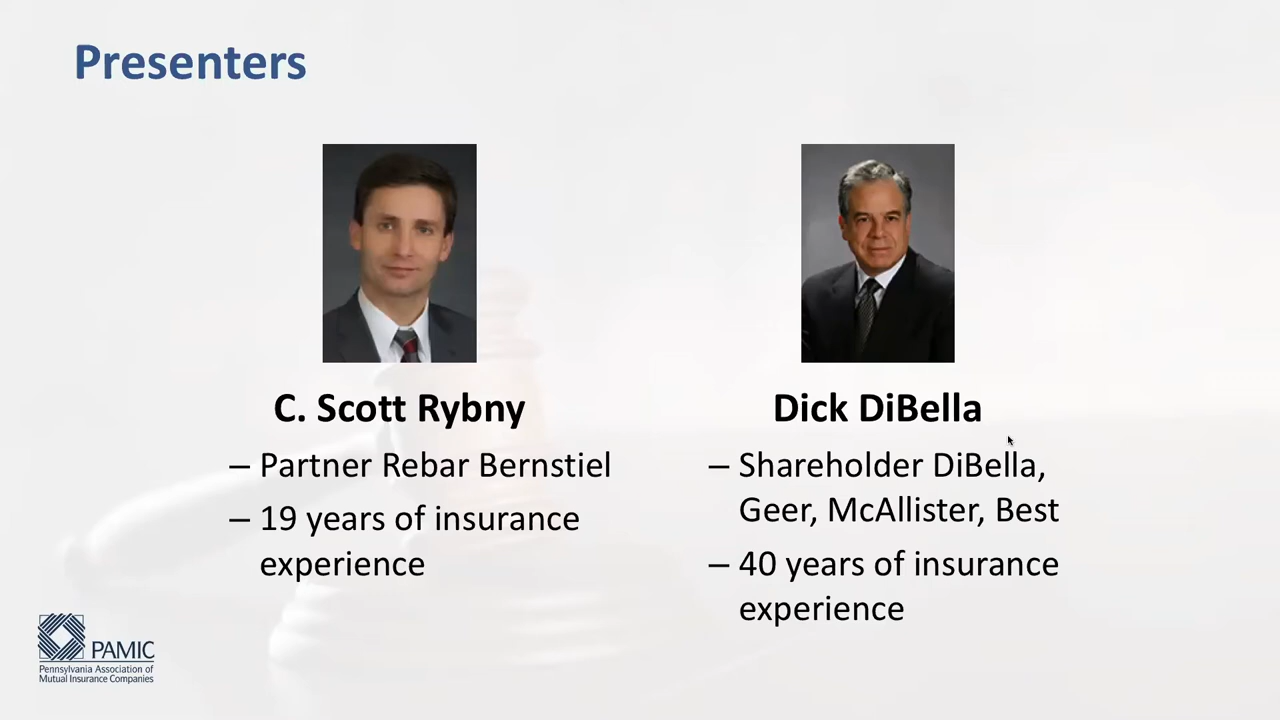 Presenters
C. Scott Rybny
– Partner Rebar Bernstiel
– 19 years of insurance
experience
Dick DiBella
– Shareholder DiBella,
Geer, McAllister, Best
– 40 years of insurance
experience
PAMIC
Pennsylvania Association of
Mutual Insurance Companies